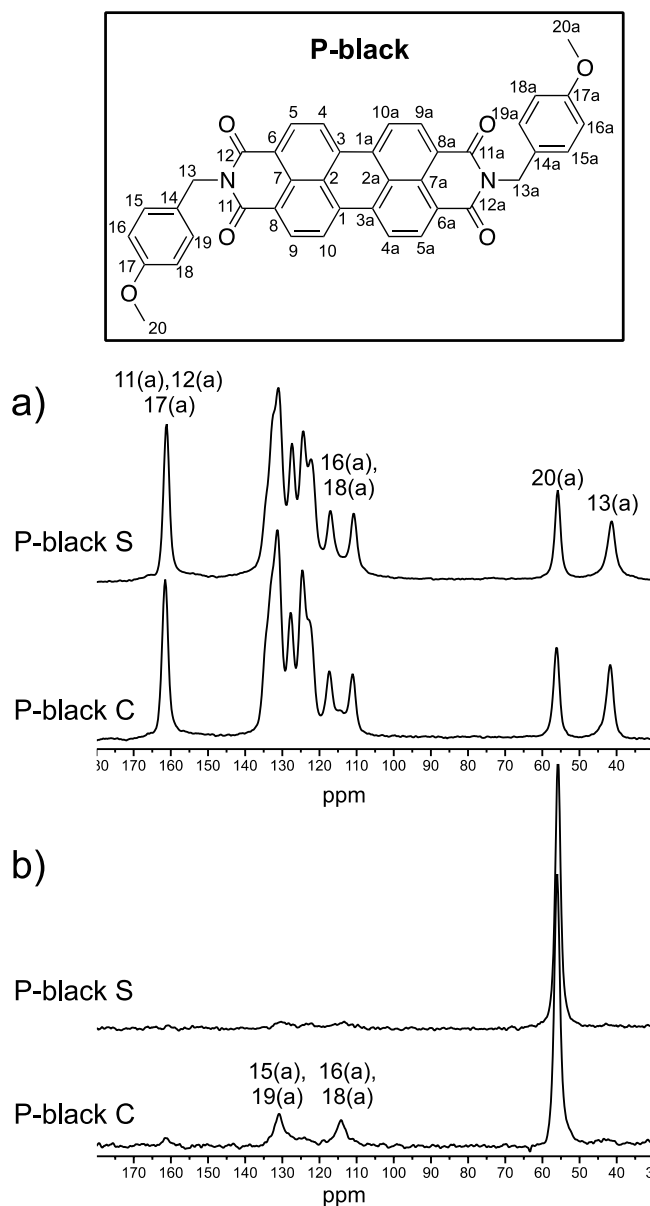 P-black
20a
O
18a
17a
5 4 10a 9a
19a
16a
O
6 3 1a 8a
O
11a
14a
15a
12
13
7 2 2a 7a
N
N
13a
15
14
11
8 1 3a 6a
12a
16
O
19
9 10 4a 5a
O
17
18
O
20
a)
11(a),12(a)
17(a)
16(a),
18(a)
20(a)
13(a)
P-black S
P-black C
80 170 160 150 140 130 120 110 100 90 80 70 60 50 40
ppm
b)
P-black S
15(a),
19(a)
16(a),
18(a)
P-black C
170 160 150 140 130 120 110 100 90 80 70 60 50 40 3
ppm